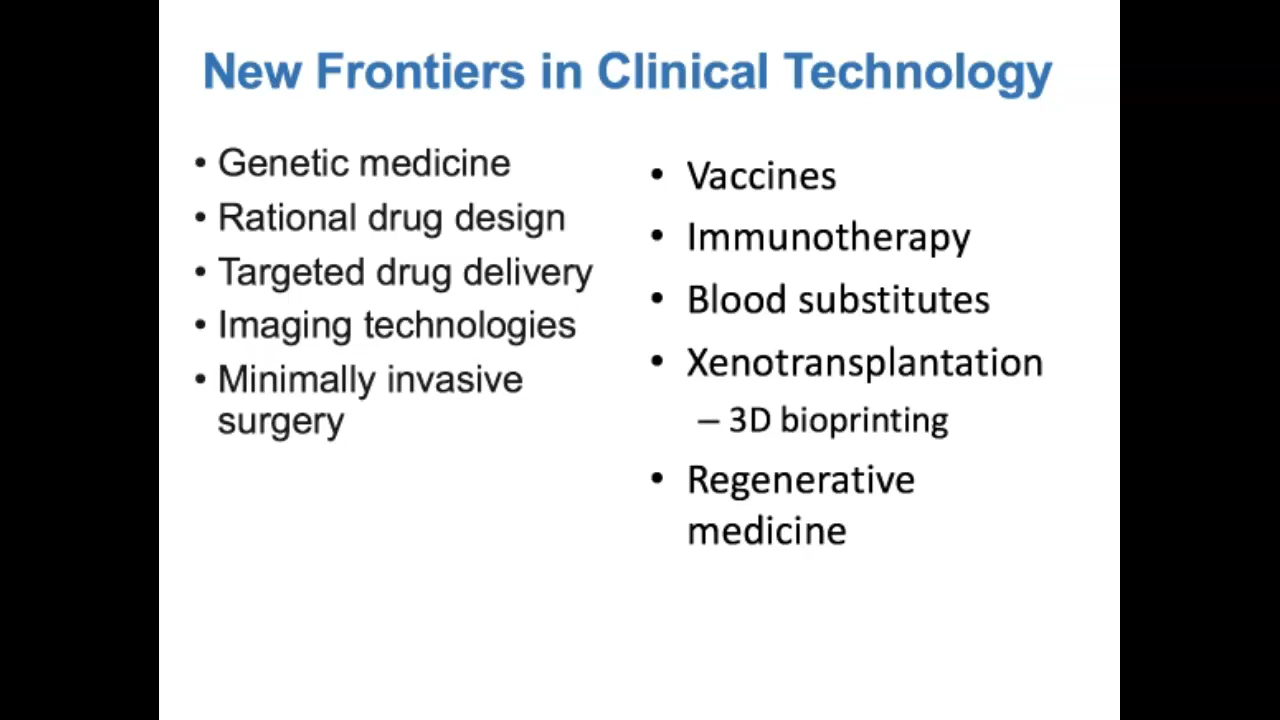 New Frontiers in Clinical Technology
• Genetic medicine
• Rational drug design
• Targeted drug delivery
• Imaging technologies
• Minimally invasive
surgery
• Vaccines
• Immunotherapy
• Blood substitutes
• Xenotransplantation
– 3D bioprinting
• Regenerative
medicine